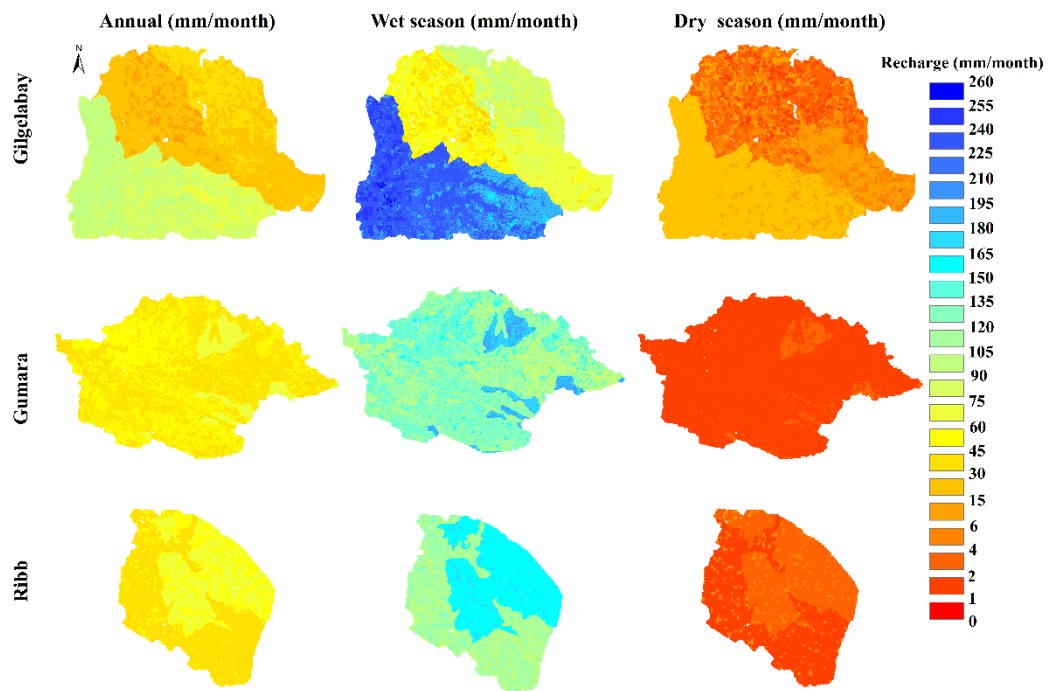 Annual (mm/month)
Wet season (mm/month)
Dry season (mm/month)
N
Gilgelabay
Recharge (mm/month)
260
255
240
225
210
195
180
165
150
135
120
105
90
75
60
45
30
15
6
4
2
1
0
Gumara
Ribb